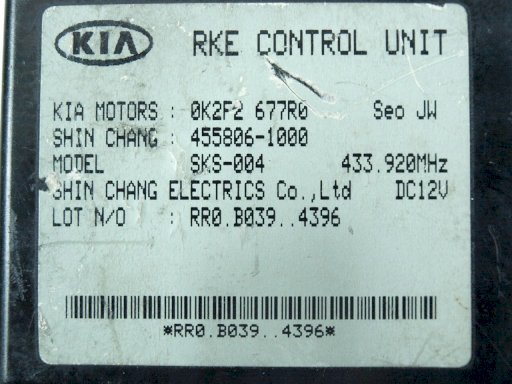 KIA RKE CONTROL UNIT
KIA MOTORS : 0K2F2 677R0 Seo JW
SHIN CHANG : 455806-1000
MODEL SKS-004 433.920MHz
SHIN CHANG ELECTRICS Co.,Ltd DC12V
LOT N/O : RR0.B039..4396
*RR0.B039..4396*